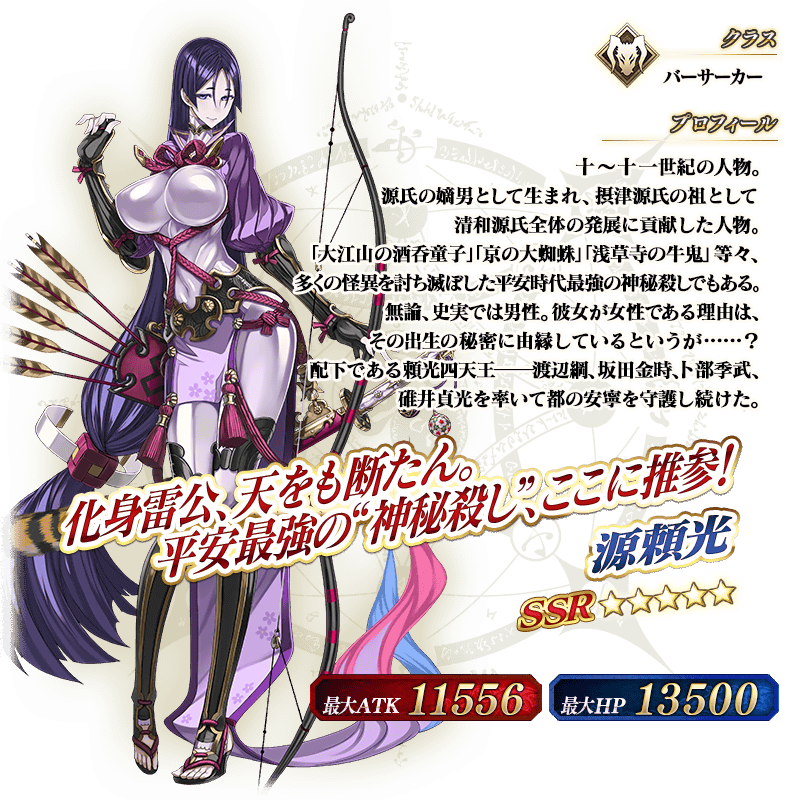 クラス
バーサーカー
プロフィール
十～十一世紀の人物。
源氏の嫡男として生まれ、摂津源氏の祖として
清和源氏全体の発展に貢献した人物。
「大江山の酒呑童子」「京の大蜘蛛」「浅草寺の牛鬼」等々、
多くの怪異を討ち滅ぼした平安時代最強の神秘殺しでもある。
無論、史実では男性。彼女が女性である理由は、
その出生の秘密に由縁しているというが……？
配下である頼光四天王――渡辺綱、坂田金時、卜部季武、
碓井貞光を率いて都の安寧を守護し続けた。
化身雷公、天をも断たん。
平安最強の“神秘殺し”、ここに推参！
源頼光
SSR ☆☆☆☆☆
最大ATK 11556
最大HP 13500